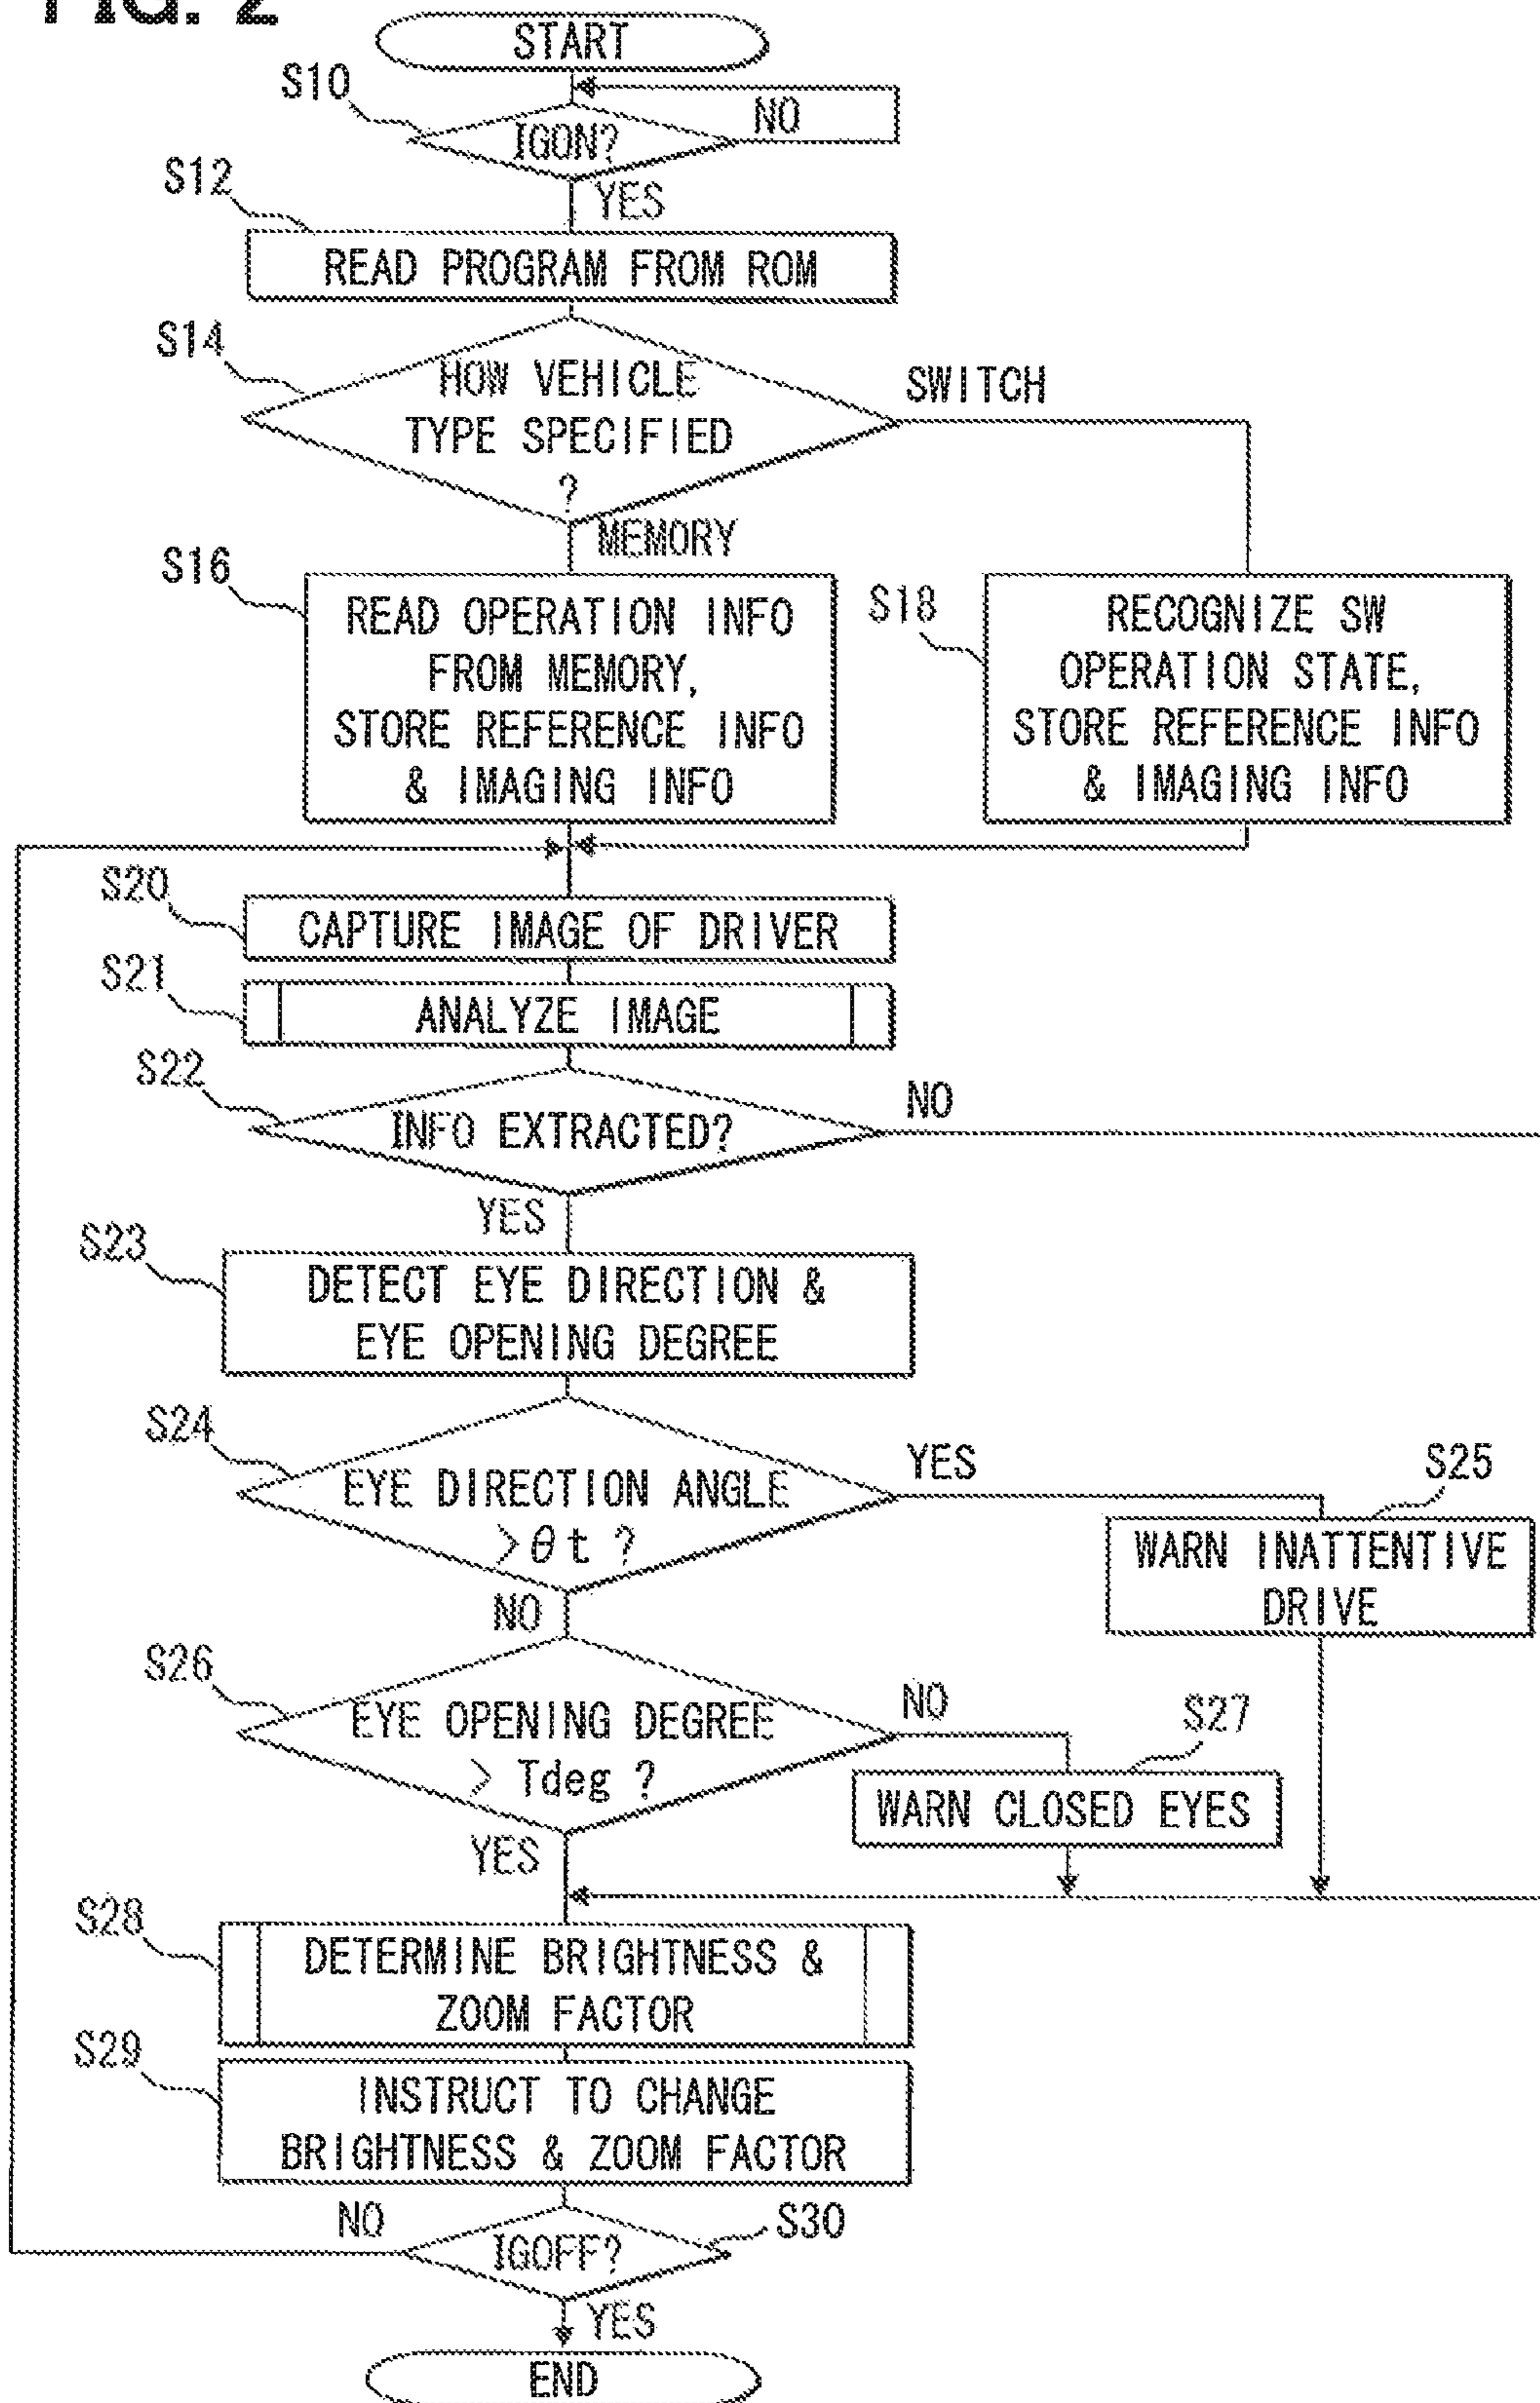 FIG. 2
START
S10
IGON?
NO
YES
S12
READ PROGRAM FROM ROM
S14
HOW VEHICLE
TYPE SPECIFIED
?
SWITCH
MEMORY
S16
READ OPERATION INFO
FROM MEMORY,
STORE REFERENCE INFO
& IMAGING INFO
S18
RECOGNIZE SW
OPERATION STATE,
STORE REFERENCE INFO
& IMAGING INFO
S20
CAPTURE IMAGE OF DRIVER
S21
ANALYZE IMAGE
S22
INFO EXTRACTED?
NO
YES
S23
DETECT EYE DIRECTION &
EYE OPENING DEGREE
S24
EYE DIRECTION ANGLE
>θt ?
YES
NO
S25
WARN INATTENTIVE
DRIVE
S26
EYE OPENING DEGREE
> Tdeg ?
NO
YES
S27
WARN CLOSED EYES
S28
DETERMINE BRIGHTNESS &
ZOOM FACTOR
S29
INSTRUCT TO CHANGE
BRIGHTNESS & ZOOM FACTOR
NO
IGOFF?
S30
YES
END